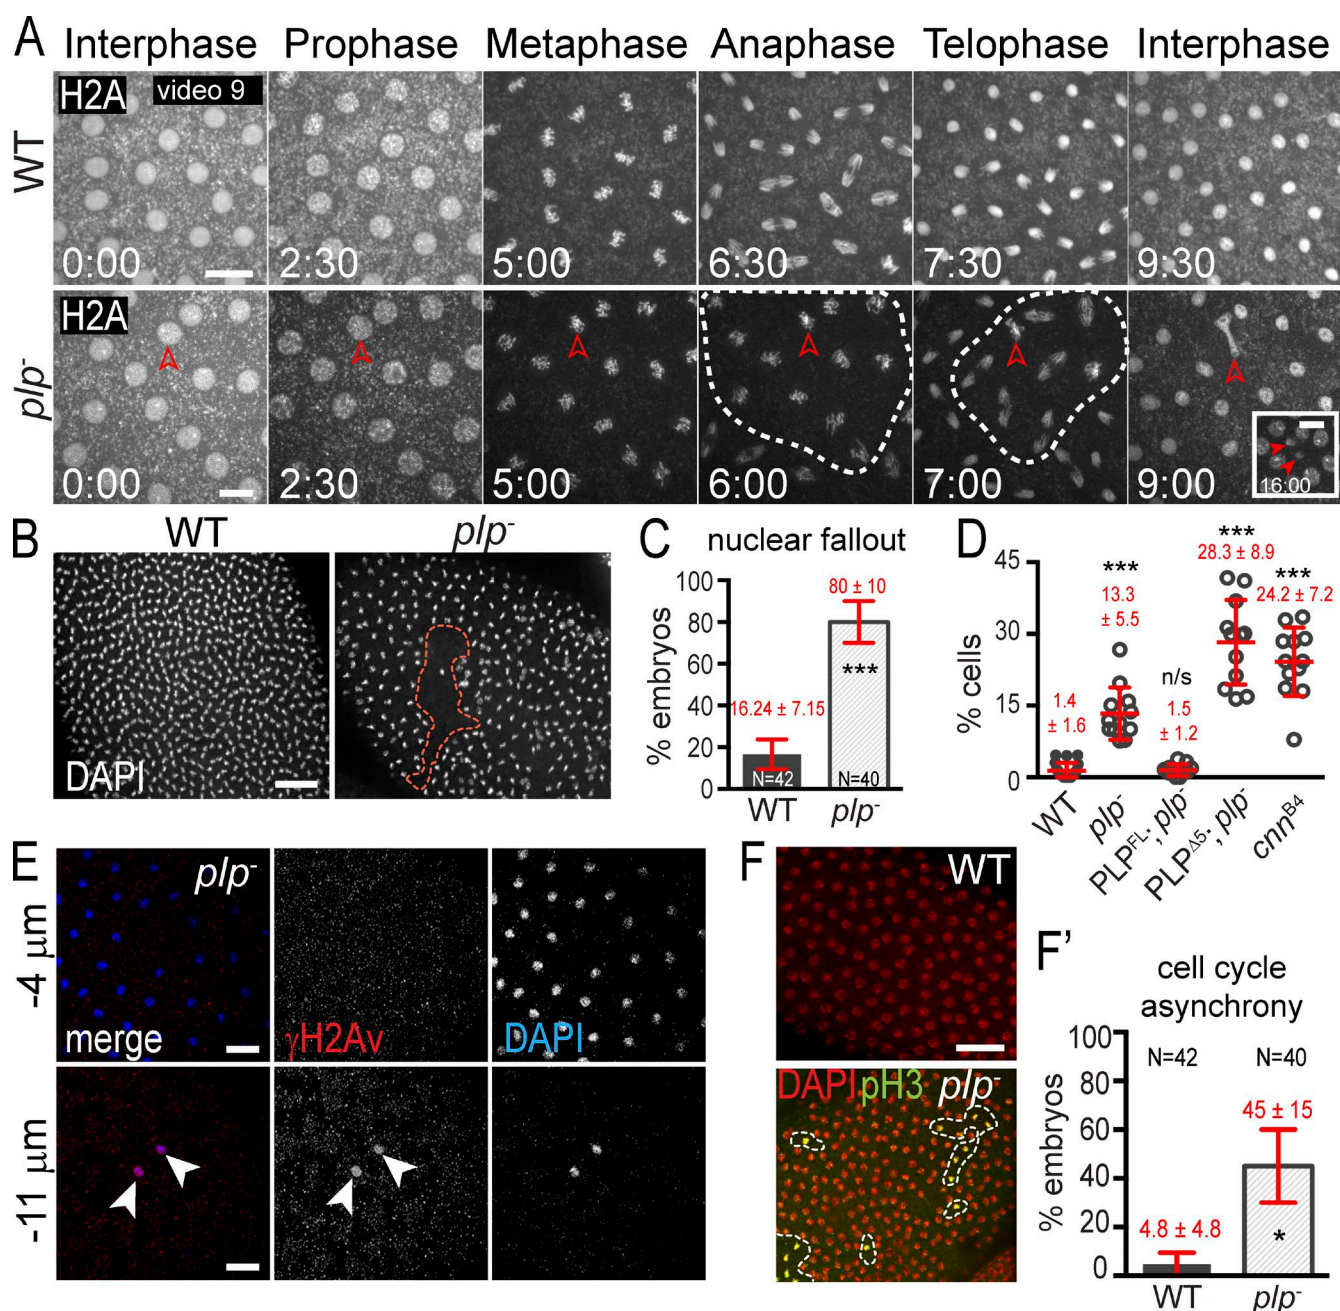 A
Interphase Prophase Metaphase Anaphase Telophase Interphase
WT
H2A video 9
0:00 2:30 5:00 6:30 7:30 9:30
plp-
H2A
0:00 2:30 5:00 6:00 7:00 9:00 16:00
B
WT plp-
DAPI
C
nuclear fallout
% embryos
100
80
60
40
20
0
80 ± 10
***
16.24 ± 7.15
N=42 N=40
WT plp-
D
% cells
45
30
15
0
1.4
± 1.6
***
13.3
± 5.5
n/s
1.5
± 1.2
***
28.3 ± 8.9
***
24.2 ± 7.2
WT
plp-
PLPFL; plp-
PLPΔ5; plp-
cnnB4
E
plp-
-4 µm
merge γH2Av DAPI
-11 µm
F
WT
DAPI pH3 plp-
F'
cell cycle
asynchrony
% embryos
100
80
60
40
20
0
N=42 N=40
45 ± 15
4.8 ± 4.8
*
WT plp-